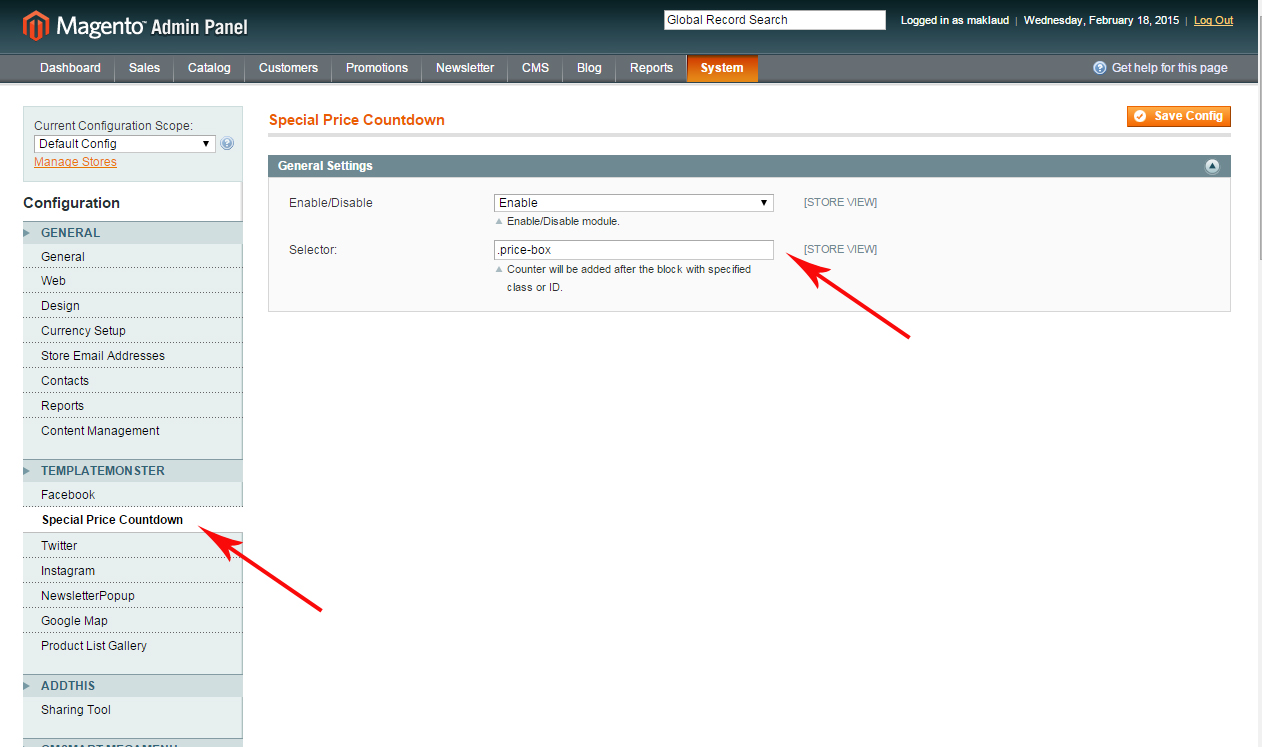 Magento™ Admin Panel
Global Record Search
Logged in as maklaud | Wednesday, February 18, 2015 | Log Out
Dashboard
Sales
Catalog
Customers
Promotions
Newsletter
CMS
Blog
Reports
System
Get help for this page
Current Configuration Scope:
Default Config
Manage Stores
Configuration
GENERAL
General
Web
Design
Currency Setup
Store Email Addresses
Contacts
Reports
Content Management
TEMPLATEMONSTER
Facebook
Special Price Countdown
Twitter
Instagram
NewsletterPopup
Google Map
Product List Gallery
ADDTHIS
Sharing Tool
Special Price Countdown
Save Config
General Settings
Enable/Disable
Enable
[STORE VIEW]
Enable/Disable module.
Selector:
.price-box
[STORE VIEW]
Counter will be added after the block with specified
class or ID.